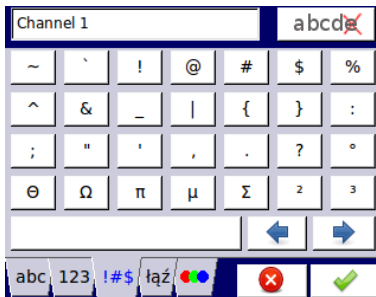 Channel 1 abcde
~ ` ! @ # $ %
^ & _ | { } :
; " ' , . ? °
Θ Ω π μ Σ ² ³
abc 123 !#$ łąź